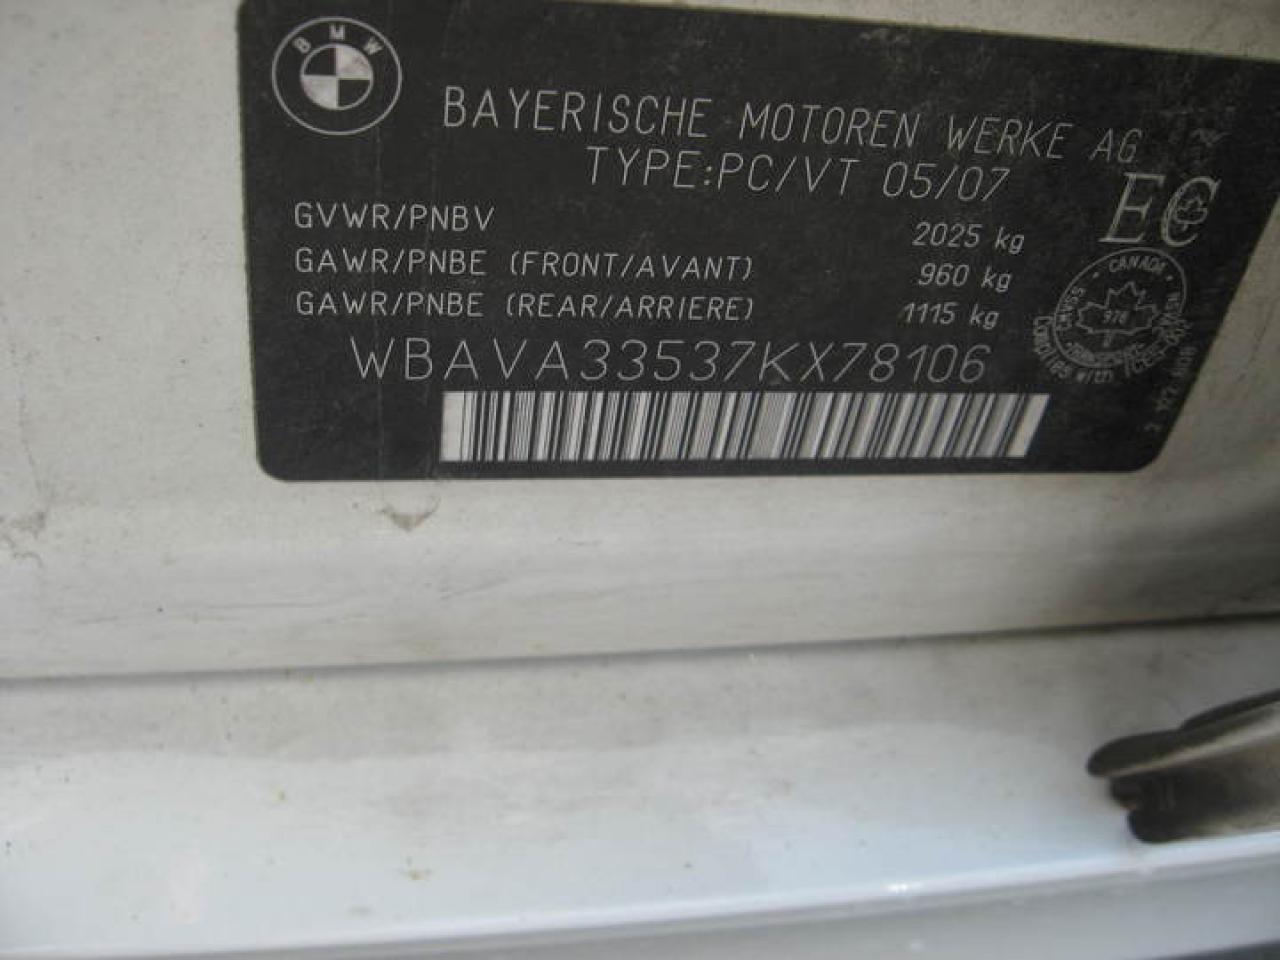 BMW
BAYERISCHE MOTOREN WERKE AG
TYPE:PC/VT 05/07
GVWR/PNBV 2025 kg
GAWR/PNBE (FRONT/AVANT) 960 kg
GAWR/PNBE (REAR/ARRIERE) 1115 kg
EC
CANADA
978
WBAVA33537KX78106